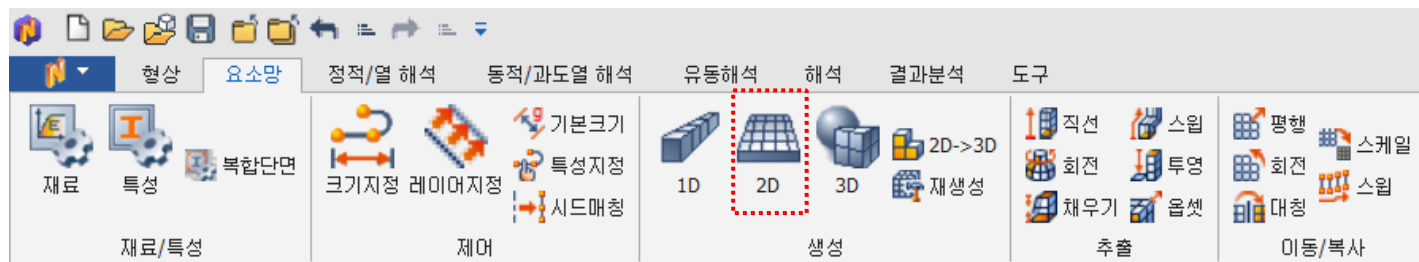 형상 요소망 정적/열 해석 동적/과도열 해석 유동해석 해석 결과분석 도구
재료 특성 복합단면
재료/특성
크기지정 레이어지정 기본크기 특성지정 시드매칭
제어
1D 2D 3D 2D->3D 재생성
생성
직선 스윕
회전 투영
채우기 옵셋
추출
평행 스케일
회전 스윕
대칭
이동/복사